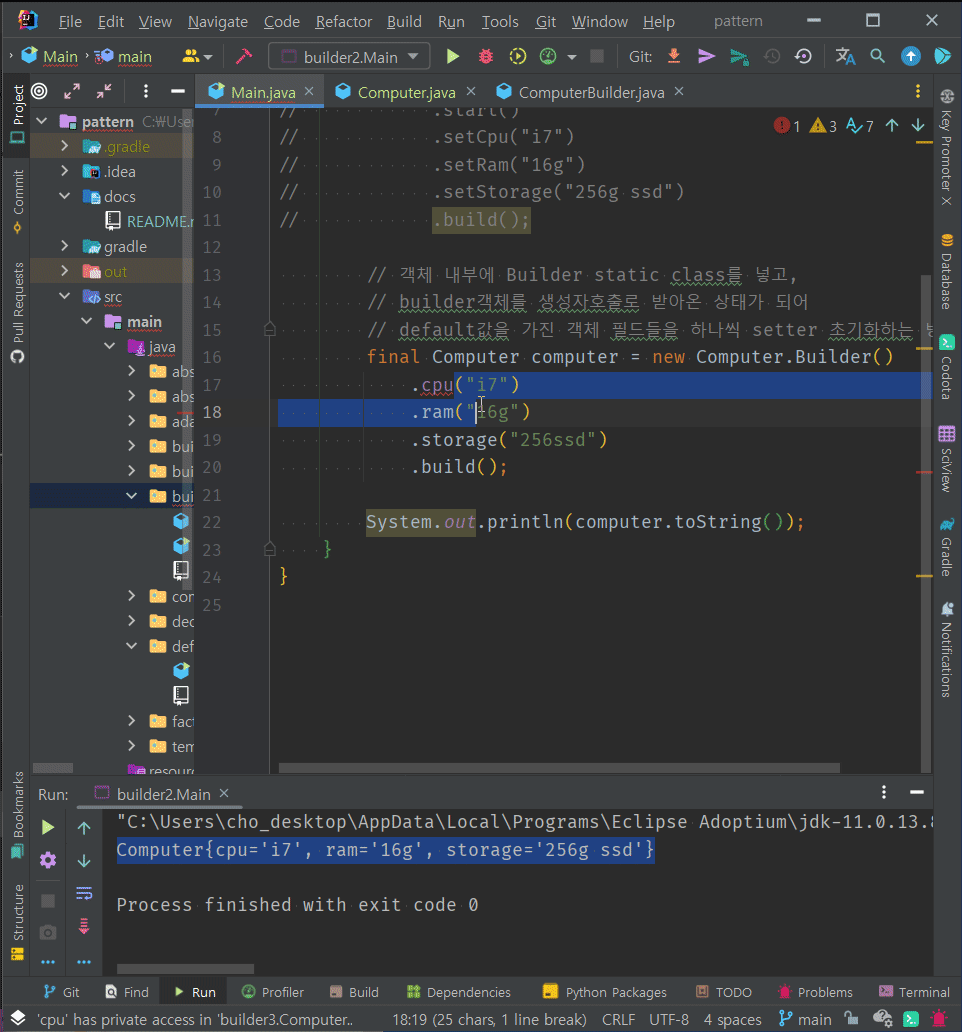 File Edit View Navigate Code Refactor Build Run Tools Git Window Help pattern
Main main builder2.Main Git:
Project
Commit
Pull Requests
Bookmarks
Structure
pattern C:₩Use
.gradle
.idea
docs
README.r
gradle
out
src
main
java
abs
abs
ada
bui
bui
bui
con
dec
def
fac
ten
resourc
Main.java Computer.java ComputerBuilder.java
1 3 7
7 // .start()
8 // .setCpu("i7")
9 // .setRam("16g")
10 // .setStorage("256g ssd")
11 // .build();
12
13 // 객체 내부에 Builder static class를 넣고,
14 // builder객체를 생성자호출로 받아온 상태가 되어
15 // default값을 가진 객체 필드들을 하나씩 setter 초기화하는
16 final Computer computer = new Computer.Builder()
17 .cpu("i7")
18 .ram("16g")
19 .storage("256ssd")
20 .build();
21
22 System.out.println(computer.toString());
23 }
24 }
25
Key Promoter X
Database
Codota
SciView
Gradle
Notifications
Run: builder2.Main
"C:\Users\cho_desktop\AppData\Local\Programs\Eclipse Adoptium\jdk-11.0.13.8
Computer{cpu='i7', ram='16g', storage='256g ssd'}
Process finished with exit code 0
Git Find Run Profiler Build Dependencies Python Packages TODO Problems Terminal
'cpu' has private access in 'builder3.Computer.. 18:19 (25 chars, 1 line break) CRLF UTF-8 4 spaces main